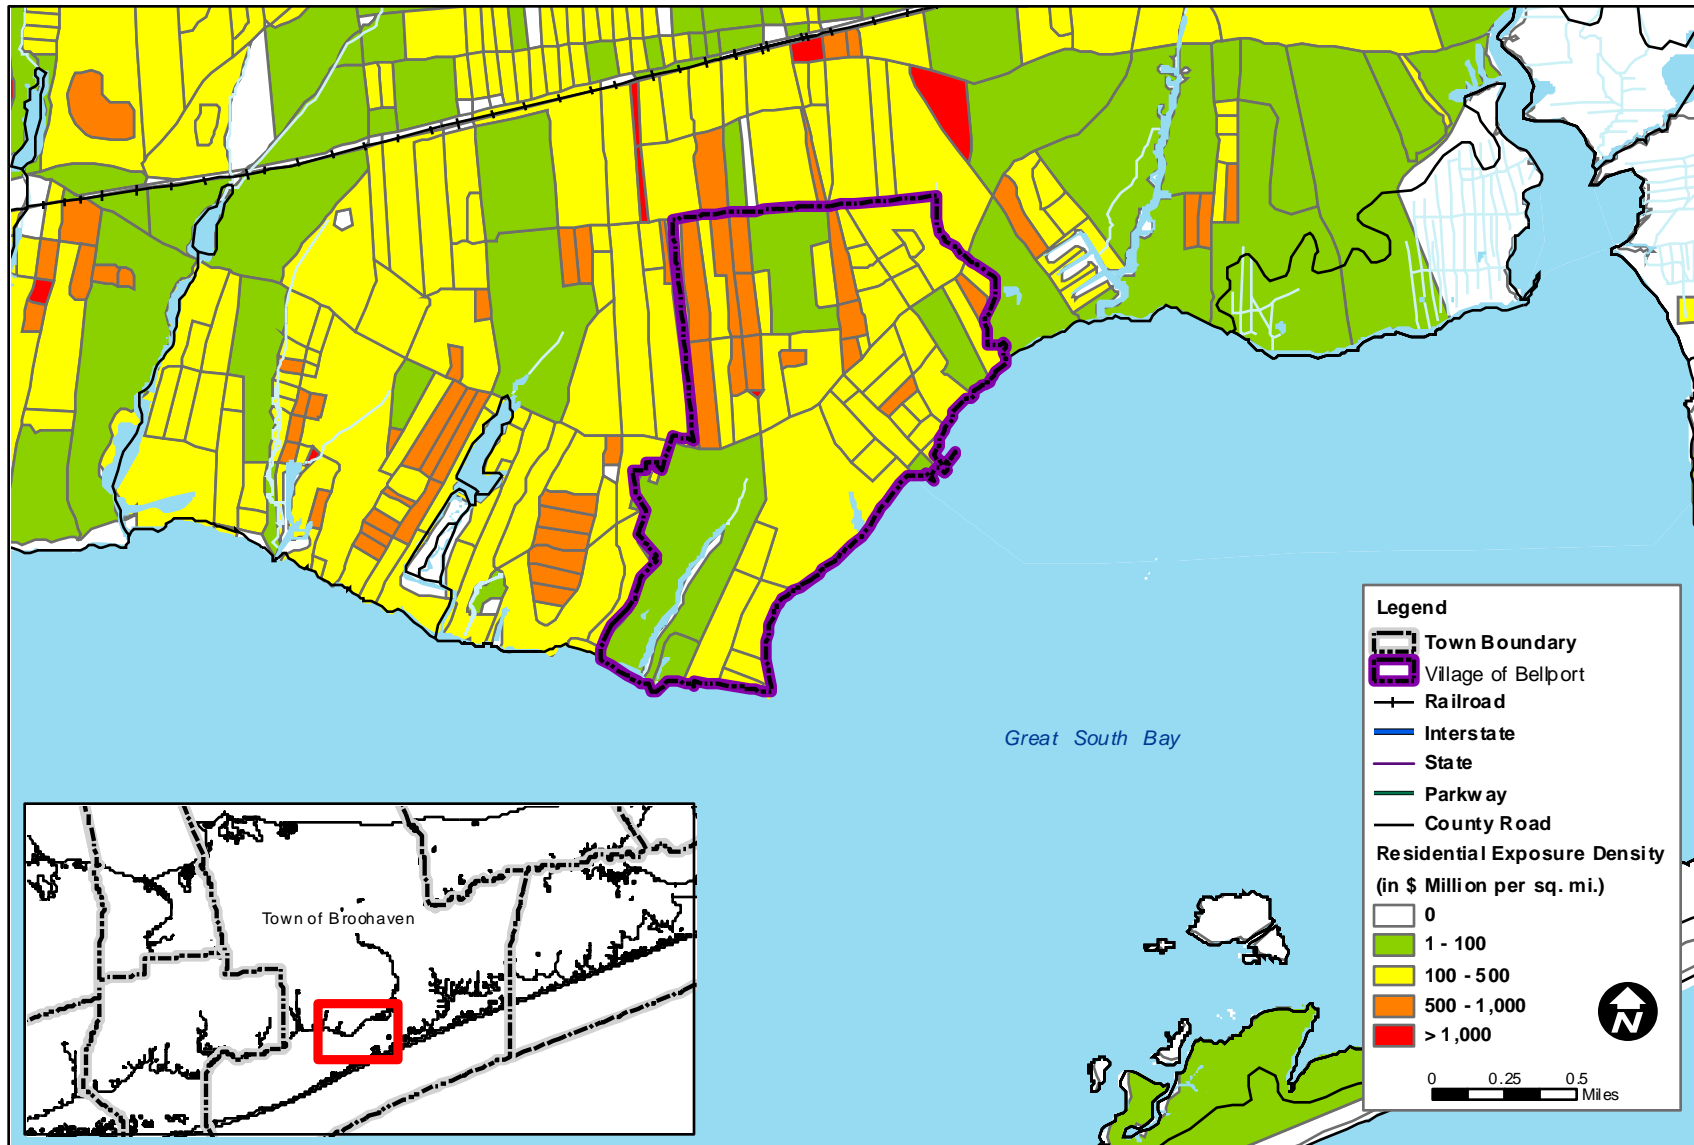 Great South Bay
Town of Broohaven
Legend
Town Boundary
Village of Bellport
Railroad
Interstate
State
Parkway
County Road
Residential Exposure Density
(in $ Million per sq. mi.)
0
1 - 100
100 - 500
500 - 1,000
> 1,000
N
0 0.25 0.5
Miles